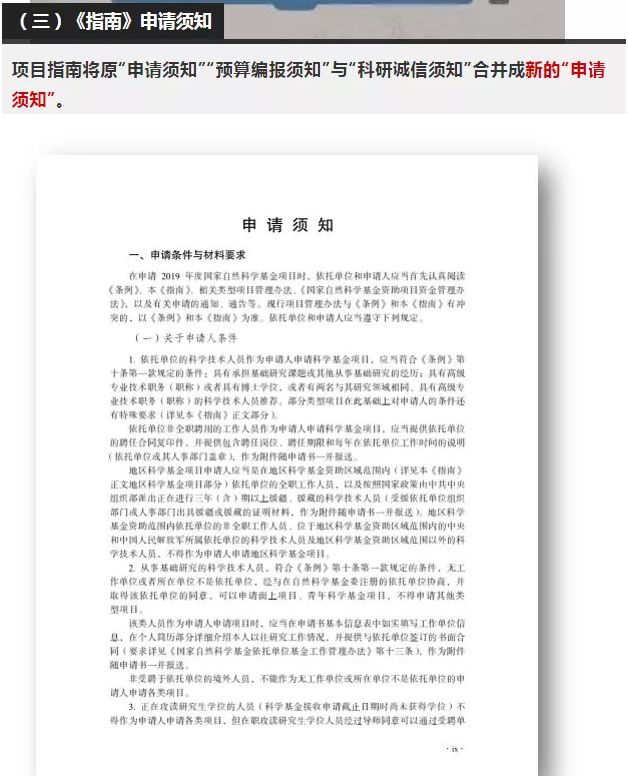 （三）《指南》申请须知
项目指南将原“申请须知”“预算编报须知”与“科研诚信须知”合并成新的“申请
须知”。
申 请 须 知
一、申请条件与材料要求
在申请 2019 年度国家自然科学基金项目时，依托单位和申请人应当首先认真阅读
《条例》、本《指南》、相关类型项目管理办法、《国家自然科学基金资助项目资金管理办
法》，以及有关申请的通知、通告等。现行项目管理办法与《条例》和本《指南》有冲
突的，以《条例》和本《指南》为准。依托单位和申请人应当遵守下列规定。
（一）关于申请人条件
1. 依托单位的科学技术人员作为申请人申请科学基金项目，应当符合《条例》第
十条第一款规定的条件：具有承担基础研究课题或其他从事基础研究的经历；具有高级
专业技术职务（职称）或者具有博士学位，或者有两名与其研究领域相同、具有高级专
业技术职务（职称）的科学技术人员推荐。部分类型项目在此基础上对申请人的条件还
有特殊要求（详见本《指南》正文部分）。
依托单位非全职聘用的工作人员作为申请人申请科学基金项目，应当提供依托单位
的聘任合同复印件，并提供包含聘任岗位、聘任期限和每年在依托单位工作时间的说明
（依托单位或其人事部门盖章），作为附件随申请书一并报送。
地区科学基金项目申请人应当是在地区科学基金资助区域范围内（详见本《指南》
正文地区科学基金项目部分）依托单位的全职工作人员，以及按照国家政策由中共中央
组织部派出正在进行三年（含）期以上援疆、援藏的科学技术人员（受援依托单位组织
部门或人事部门出具援疆或援藏的证明材料，作为附件随申请书一并报送）。地区科学
基金资助范围内依托单位的非全职工作人员、位于地区科学基金资助区域范围内的中央
和中国人民解放军所属依托单位的科学技术人员及地区科学基金资助区域范围以外的科
学技术人员，不得作为申请人申请地区科学基金项目。
2. 从事基础研究的科学技术人员，符合《条例》第十条第一款规定的条件，无工
作单位或者所在单位不是依托单位，经与在自然科学基金委注册的依托单位协商，并
取得该依托单位的同意，可以申请面上项目、青年科学基金项目，不得申请其他类
型项目。
该类人员作为申请人申请项目时，应当在申请书基本信息表中如实填写工作单位信
息，在个人简历部分详细介绍本人以往研究工作情况，并提供与依托单位签订的书面合
同（要求详见《国家自然科学基金依托单位基金工作管理办法》第十三条），作为附件
随申请书一并报送。
非受聘于依托单位的境外人员，不能作为无工作单位或所在单位不是依托单位的申
请人申请各类项目。
3. 正在攻读研究生学位的人员（科学基金接收申请截止日期时尚未获得学位）不
得作为申请人申请各类项目，但在职攻读研究生学位人员经过导师同意可以通过受聘单
· ix ·